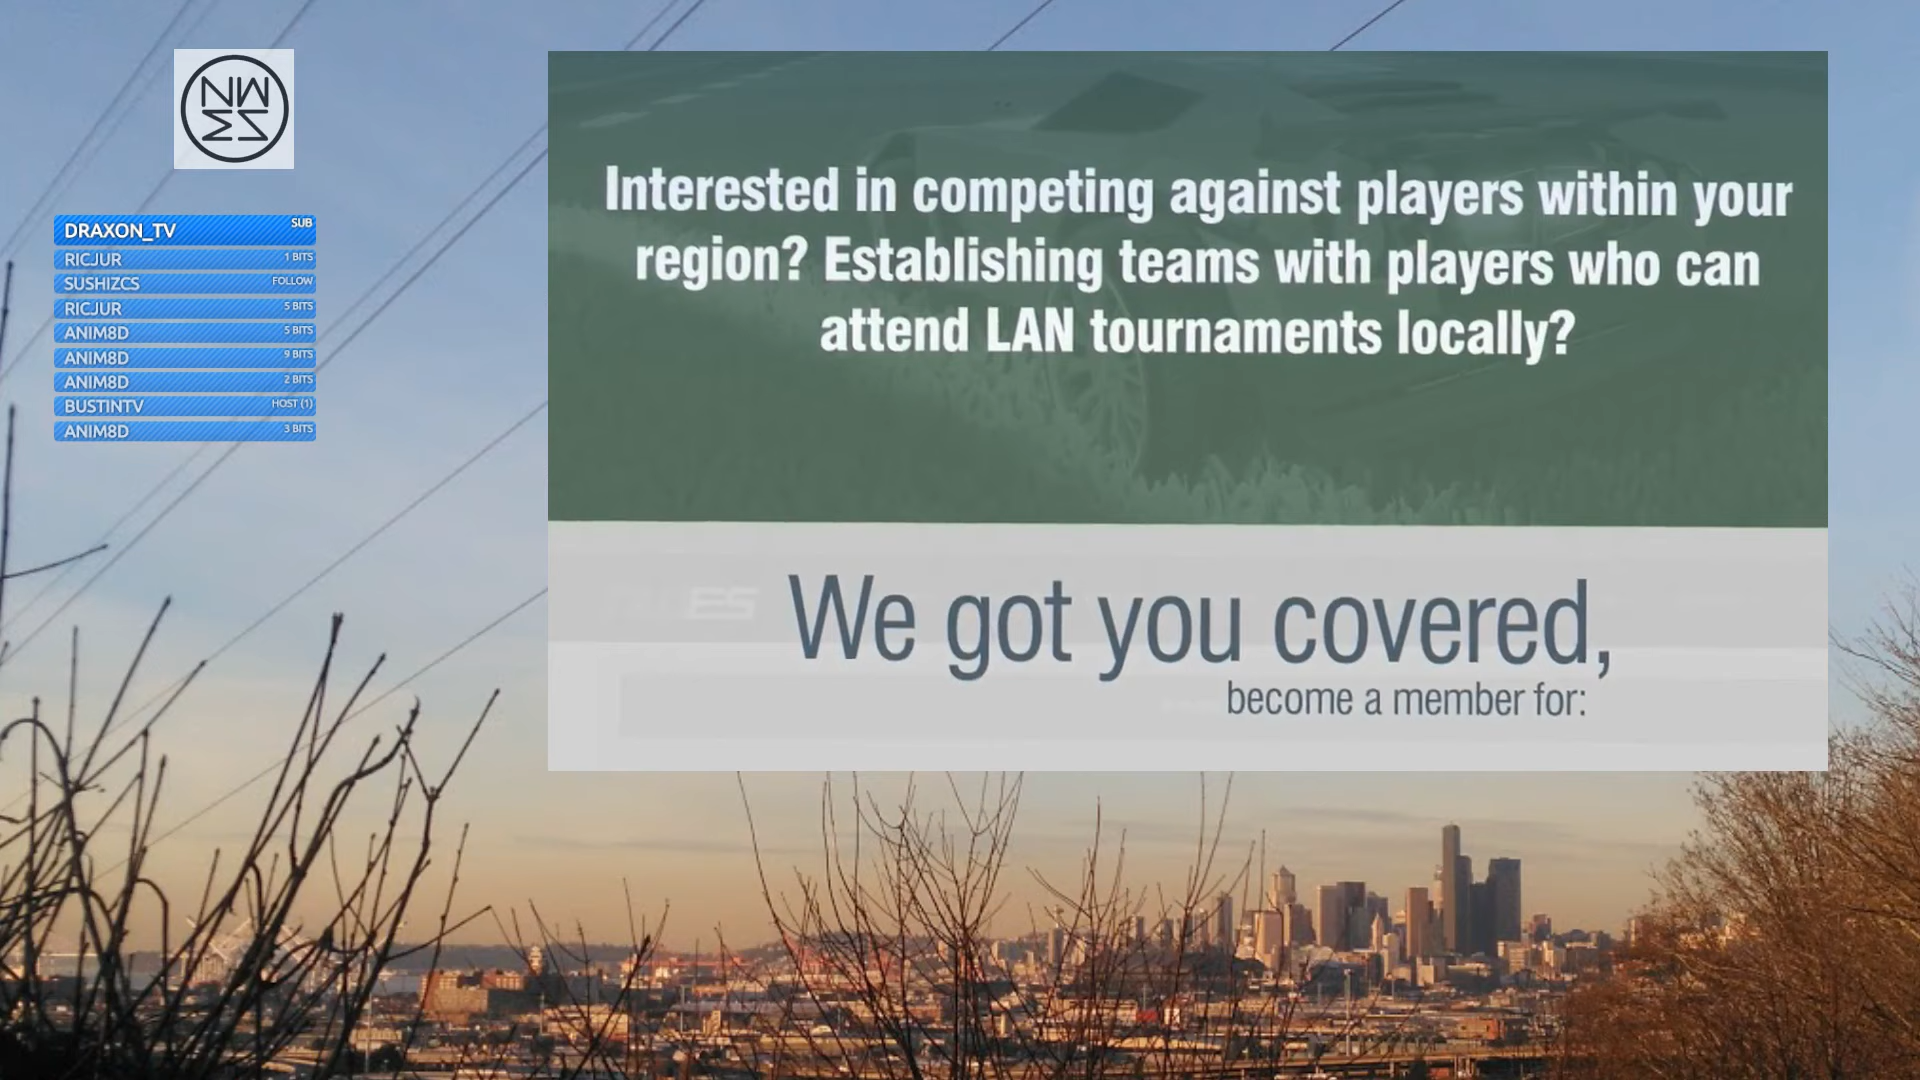 NW
ES
DRAXON_TV SUB
RICJUR 1 BITS
SUSHIZCS FOLLOW
RICJUR 5 BITS
ANIM8D 5 BITS
ANIM8D 9 BITS
ANIM8D 2 BITS
BUSTINTV HOST (1)
ANIM8D 3 BITS
Interested in competing against players within your
region? Establishing teams with players who can
attend LAN tournaments locally?
ES
We got you covered,
become a member for: